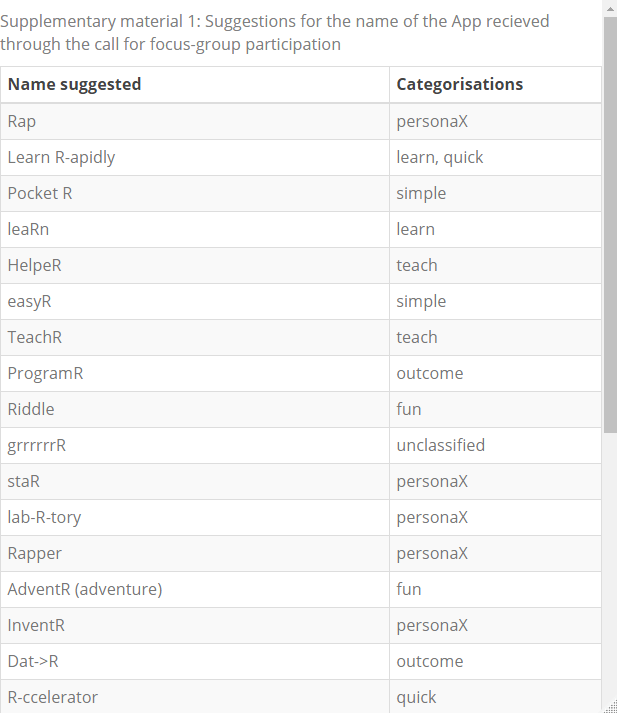 Supplementary material 1: Suggestions for the name of the App recieved
through the call for focus-group participation
Name suggested Categorisations
Rap personaX
Learn R-apidly learn, quick
Pocket R simple
leaRn learn
HelpeR teach
easyR simple
TeachR teach
ProgramR outcome
Riddle fun
grrrrrrR unclassified
staR personaX
lab-R-tory personaX
Rapper personaX
AdventR (adventure) fun
InventR personaX
Dat->R outcome
R-ccelerator quick